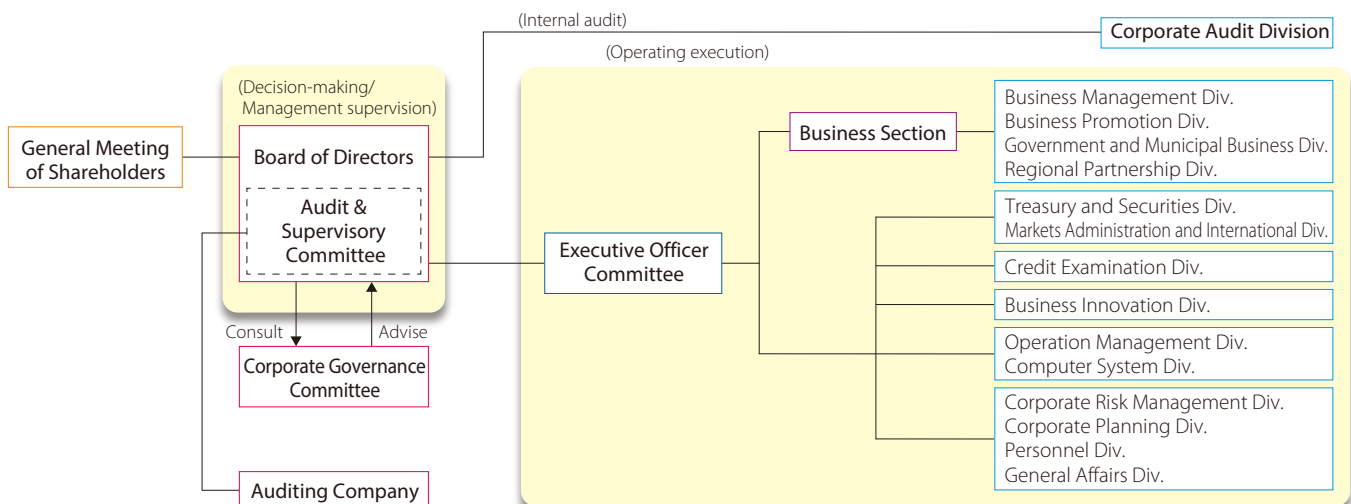 (Internal audit)
Corporate Audit Division
(Operating execution)
(Decision-making/
Management supervision)
General Meeting
of Shareholders
Board of Directors
Audit &
Supervisory
Committee
Consult
Advise
Corporate Governance
Committee
Auditing Company
Executive Officer
Committee
Business Section
Business Management Div.
Business Promotion Div.
Government and Municipal Business Div.
Regional Partnership Div.
Treasury and Securities Div.
Markets Administration and International Div.
Credit Examination Div.
Business Innovation Div.
Operation Management Div.
Computer System Div.
Corporate Risk Management Div.
Corporate Planning Div.
Personnel Div.
General Affairs Div.